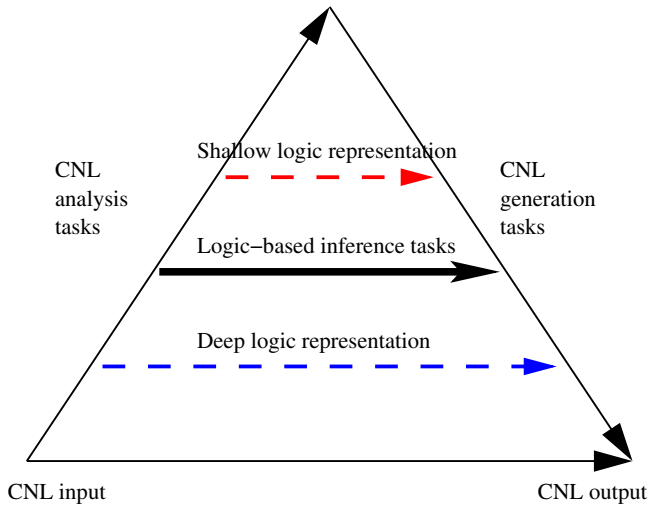 Shallow logic representation
CNL
analysis
tasks
CNL
generation
tasks
Logic−based inference tasks
Deep logic representation
CNL input
CNL output